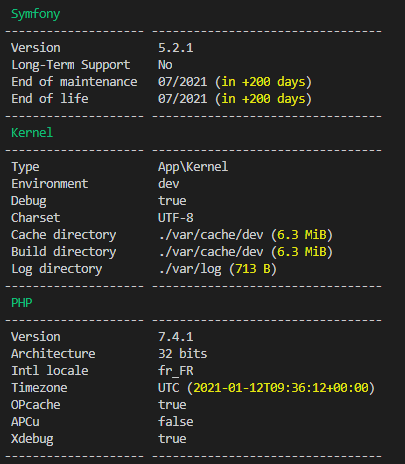 Symfony
-------------------- ---------------------------------
Version 5.2.1
Long-Term Support No
End of maintenance 07/2021 (in +200 days)
End of life 07/2021 (in +200 days)
-------------------- ---------------------------------
Kernel
-------------------- ---------------------------------
Type App\Kernel
Environment dev
Debug true
Charset UTF-8
Cache directory ./var/cache/dev (6.3 MiB)
Build directory ./var/cache/dev (6.3 MiB)
Log directory ./var/log (713 B)
-------------------- ---------------------------------
PHP
-------------------- ---------------------------------
Version 7.4.1
Architecture 32 bits
Intl locale fr_FR
Timezone UTC (2021-01-12T09:36:12+00:00)
OPcache true
APCu false
Xdebug true
-------------------- ---------------------------------